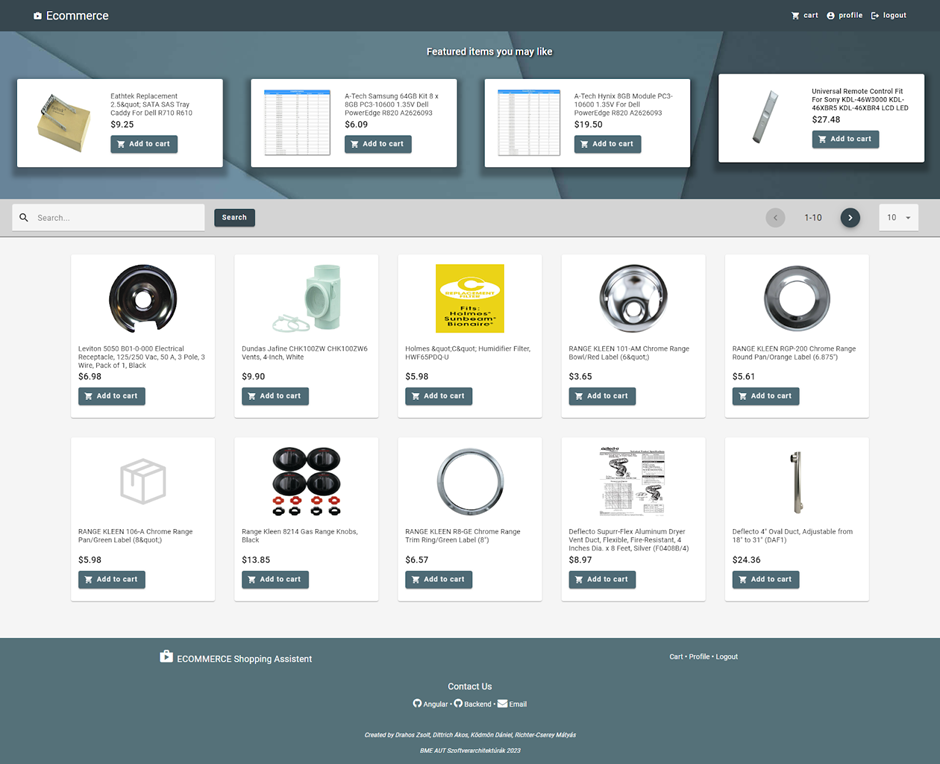 Ecommerce
cart profile logout
Featured items you may like
Eathtek Replacement
2.5&quot; SATA SAS Tray
Caddy For Dell R710 R610
$9.25
Add to cart
A-Tech Samsung 64GB Kit 8 x
8GB PC3-10600 1.35V Dell
PowerEdge R820 A2626093
$6.09
Add to cart
A-Tech Hynix 8GB Module PC3-
10600 1.35V For Dell
PowerEdge R820 A2626093
$19.50
Add to cart
Universal Remote Control Fit
For Sony KDL-46W3000 KDL-
46XBR5 KDL-46XBR4 LCD LED
$27.48
Add to cart
Search...
Search
1-10
10
Leviton 5050 B01-0-000 Electrical
Receptacle, 125/250 Vac, 50 A, 3 Pole, 3
Wire, Pack of 1, Black
$6.98
Add to cart
Dundas Jafine CHK100ZW CHK100ZW6
Vents, 4-Inch, White
$9.90
Add to cart
C
REPLACEMENT
FILTER
Fits:
Holmes®
Sunbeam®
Bionaire®
Holmes &quot;C&quot; Humidifier Filter,
HWF65PDQ-U
$5.98
Add to cart
RANGE KLEEN 101-AM Chrome Range
Bowl/Red Label (6&quot;)
$3.65
Add to cart
RANGE KLEEN RGP-200 Chrome Range
Round Pan/Orange Label (6.875")
$5.61
Add to cart
RANGE KLEEN 106-A Chrome Range
Pan/Green Label (8&quot;)
$5.98
Add to cart
Range Kleen 8214 Gas Range Knobs,
Black
$13.85
Add to cart
RANGE KLEEN R8-GE Chrome Range
Trim Ring/Green Label (8")
$6.57
Add to cart
deflecto
Deflecto Supurr-Flex Aluminum Dryer
Vent Duct, Flexible, Fire-Resistant, 4
Inches Dia. x 8 Feet, Silver (F0408B/4)
$8.97
Add to cart
Deflecto 4" Oval Duct, Adjustable from
18" to 31" (DAF1)
$24.36
Add to cart
ECOMMERCE Shopping Assistent
Cart • Profile • Logout
Contact Us
Angular • Backend • Email
Created by Drahos Zsolt, Dittrich Ákos, Ködmön Dániel, Richter-Cserey Mátyás
BME AUT Szoftverarchitektúrák 2023